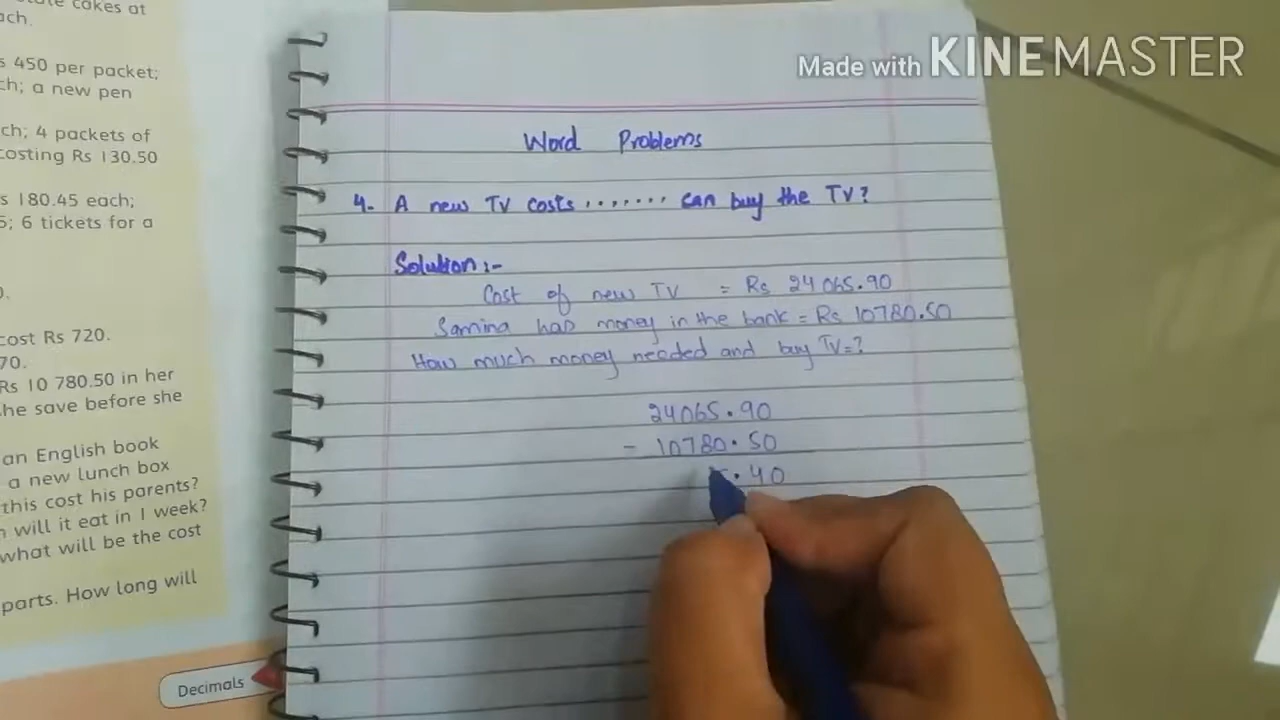 cakes at
ach.
s 450 per packet;
ch; a new pen
ch; 4 packets of
costing Rs 130.50
s 180.45 each;
5; 6 tickets for a
cost Rs 720.
70.
Rs 10 780.50 in her
he save before she
an English book
a new lunch box
this cost his parents?
will it eat in 1 week?
what will be the cost
parts. How long will
Decimals
Made with KINEMASTER
Word Problems
4. A new TV costs ....... can buy the TV?
Solution:-
Cost of new TV = Rs 24065.90
Samina has money in the bank = Rs 10780.50
How much money needed and buy TV=?
24065.90
- 10780.50
5.40